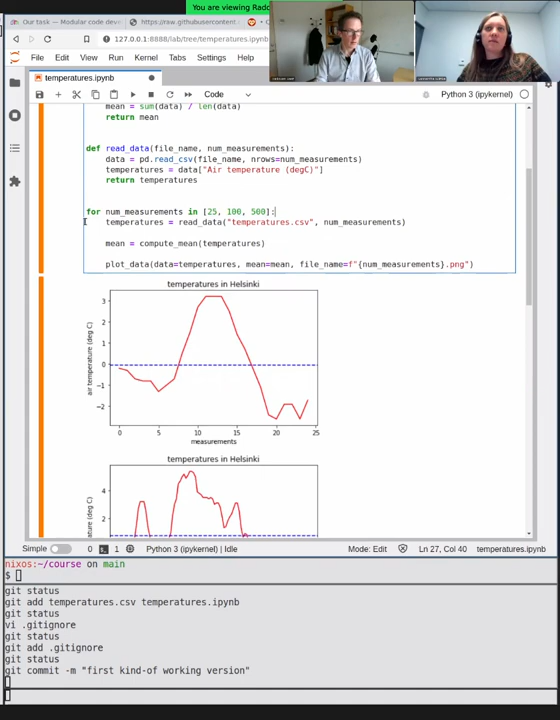 You are viewing Rado
Our task — Modular code dev
https://raw.githubusercontent
127.0.0.1:8888/lab/tree/temperatures.ipynb
File Edit View Run Kernel Tabs Settings Help
temperatures.ipynb
Code
Python 3 (ipykernel)
mean = sum(data) / len(data)
return mean
def read_data(file_name, num_measurements):
data = pd.read_csv(file_name, nrows=num_measurements)
temperatures = data["Air temperature (degC)"]
return temperatures
for num_measurements in [25, 100, 500]:
temperatures = read_data("temperatures.csv", num_measurements)
mean = compute_mean(temperatures)
plot_data(data=temperatures, mean=mean, file_name=f"{num_measurements}.png")
temperatures in Helsinki
3
2
1
0
−1
−2
air temperature (deg C)
0 5 10 15 20 25
measurements
temperatures in Helsinki
4
2
ature (deg C)
Simple 0 1 Python 3 (ipykernel) | Idle Mode: Edit Ln 27, Col 40 temperatures.ipynb
nixos:~/course on main
$
git status
git add temperatures.csv temperatures.ipynb
git status
vi .gitignore
git status
git add .gitignore
git status
git commit -m "first kind-of working version"